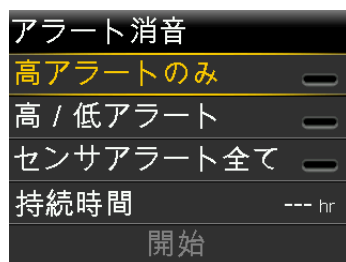 アラート消音
高アラートのみ
高 / 低アラート
センサアラート全て
持続時間 --- hr
開始